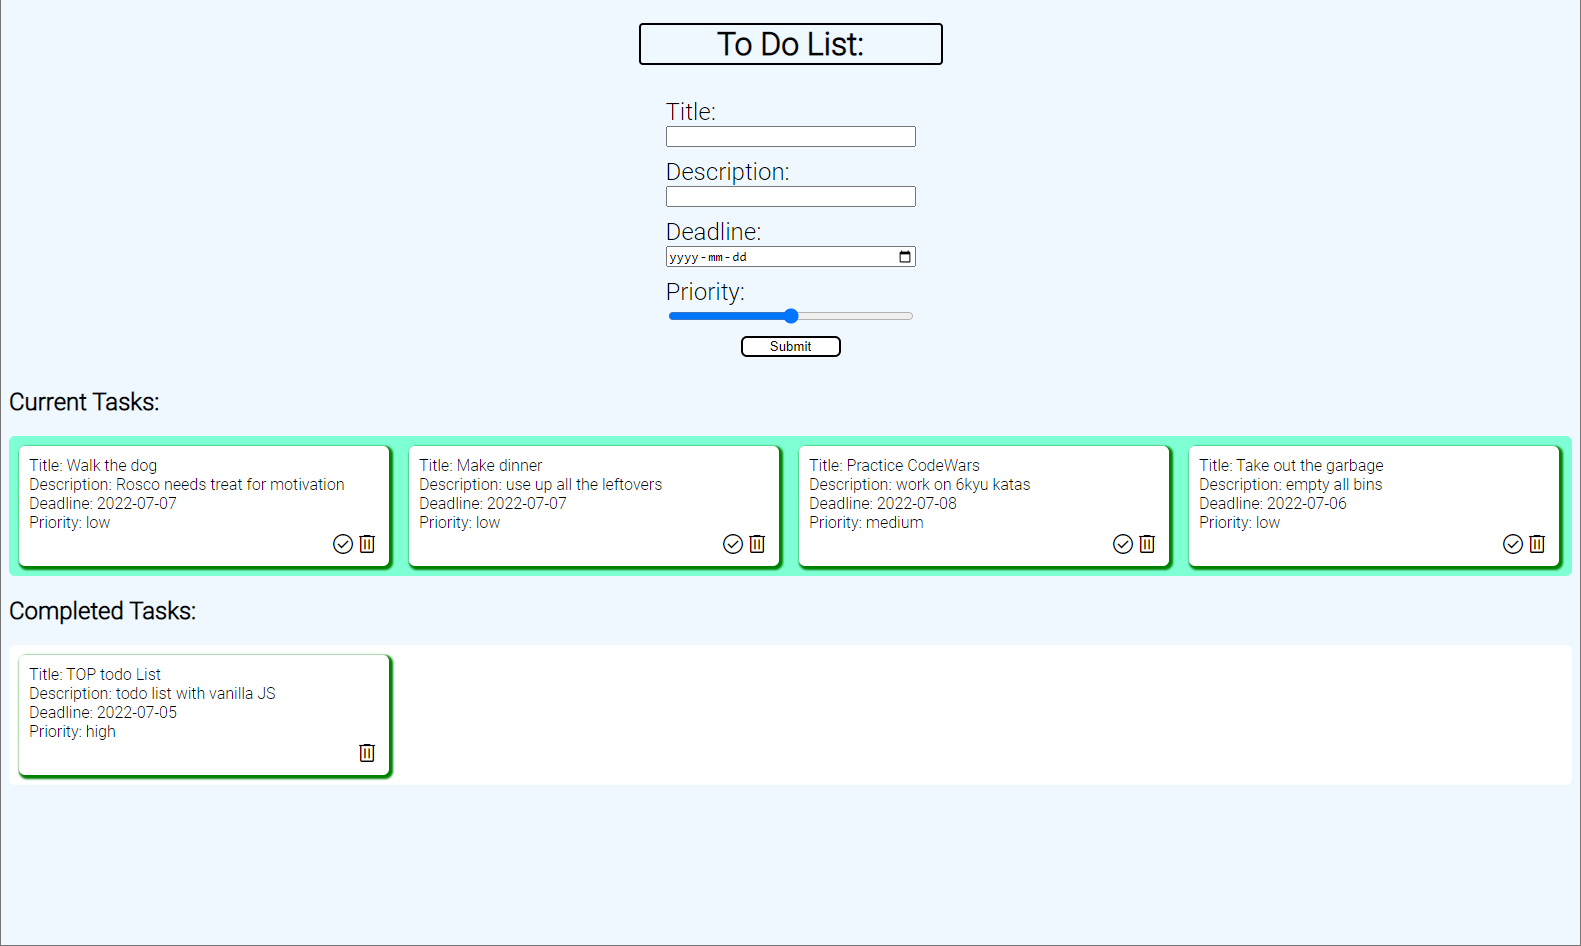 To Do List:
Title:
Description:
Deadline:
yyyy-mm-dd
Priority:
Submit
Current Tasks:
Title: Walk the dog
Description: Rosco needs treat for motivation
Deadline: 2022-07-07
Priority: low
Title: Make dinner
Description: use up all the leftovers
Deadline: 2022-07-07
Priority: low
Title: Practice CodeWars
Description: work on 6kyu katas
Deadline: 2022-07-08
Priority: medium
Title: Take out the garbage
Description: empty all bins
Deadline: 2022-07-06
Priority: low
Completed Tasks:
Title: TOP todo List
Description: todo list with vanilla JS
Deadline: 2022-07-05
Priority: high